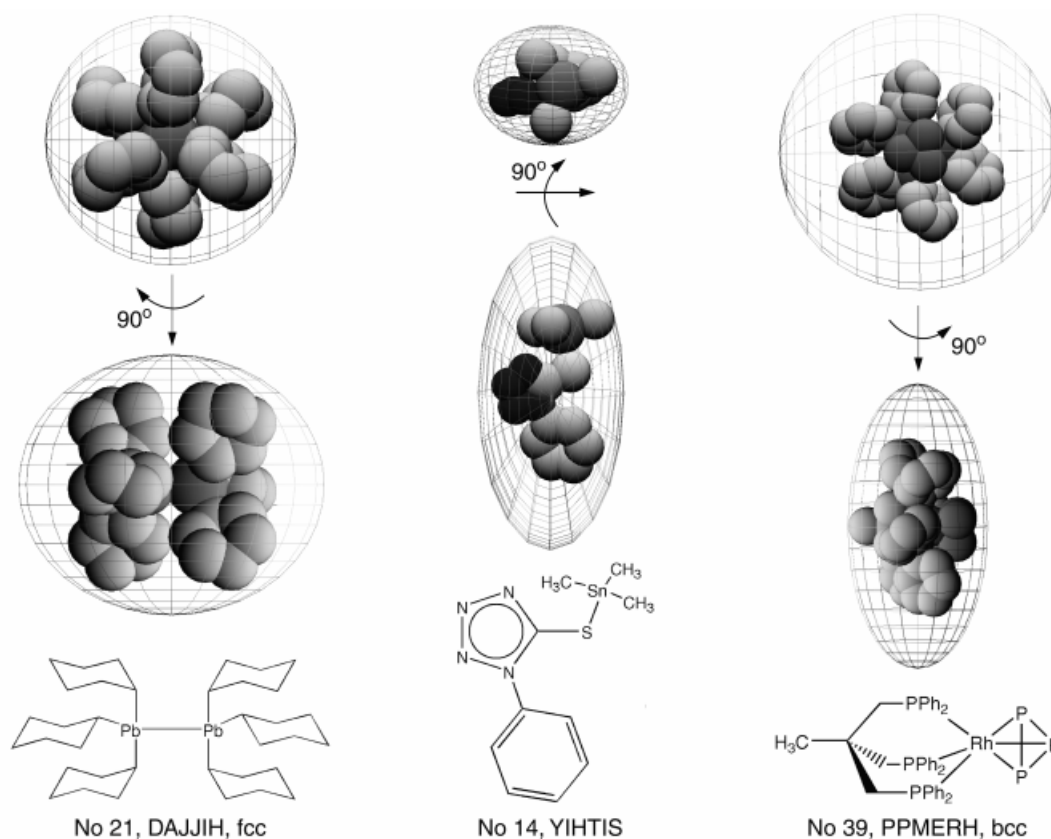 90°
90°
90°
H₃C
CH₃
Sn
CH₃
S
N
N
N
N
Pb
Pb
PPh₂
H₃C
Rh
P
P
PPh₂
PPh₂
No 21, DAJJIH, fcc
No 14, YIHTIS
No 39, PPMERH, bcc